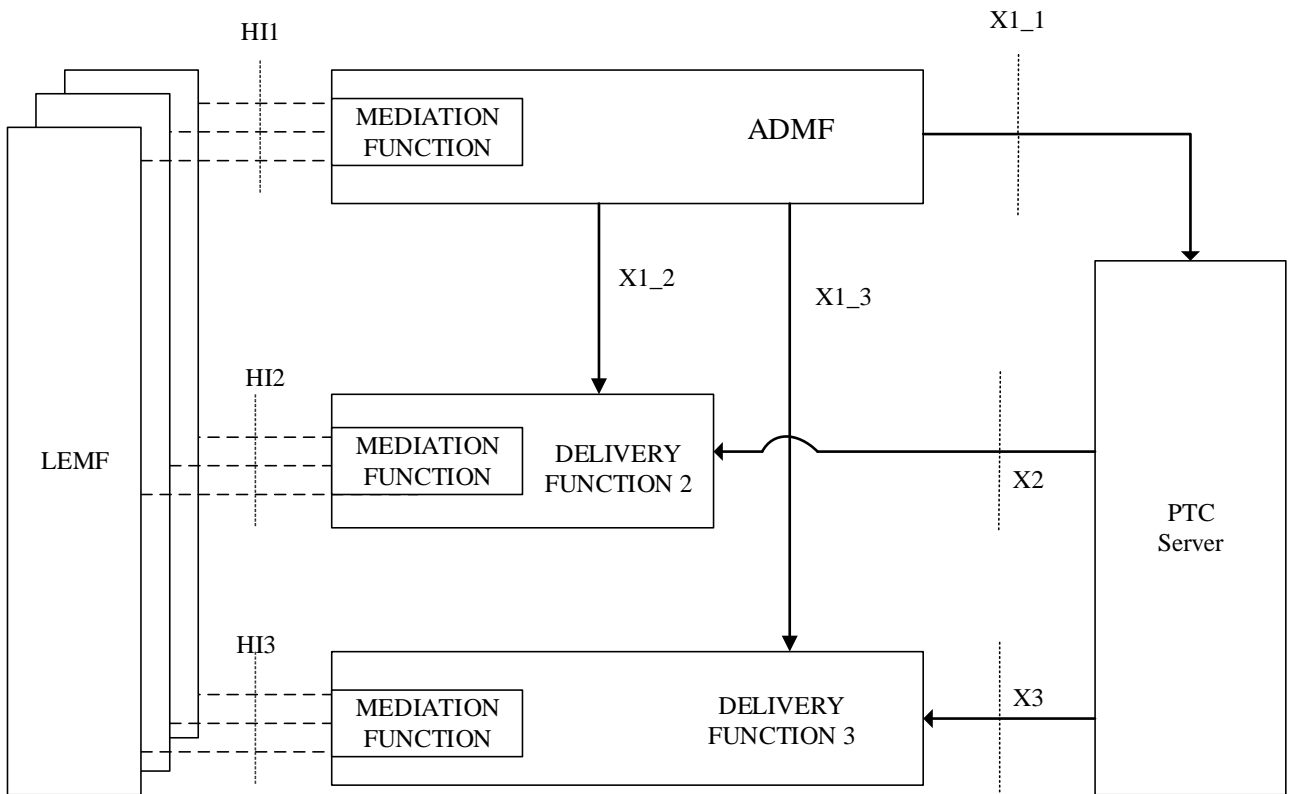 HI1
X1_1
MEDIATION
FUNCTION
ADMF
X1_2
X1_3
HI2
LEMF
MEDIATION
FUNCTION
DELIVERY
FUNCTION 2
X2
PTC
Server
HI3
MEDIATION
FUNCTION
DELIVERY
FUNCTION 3
X3